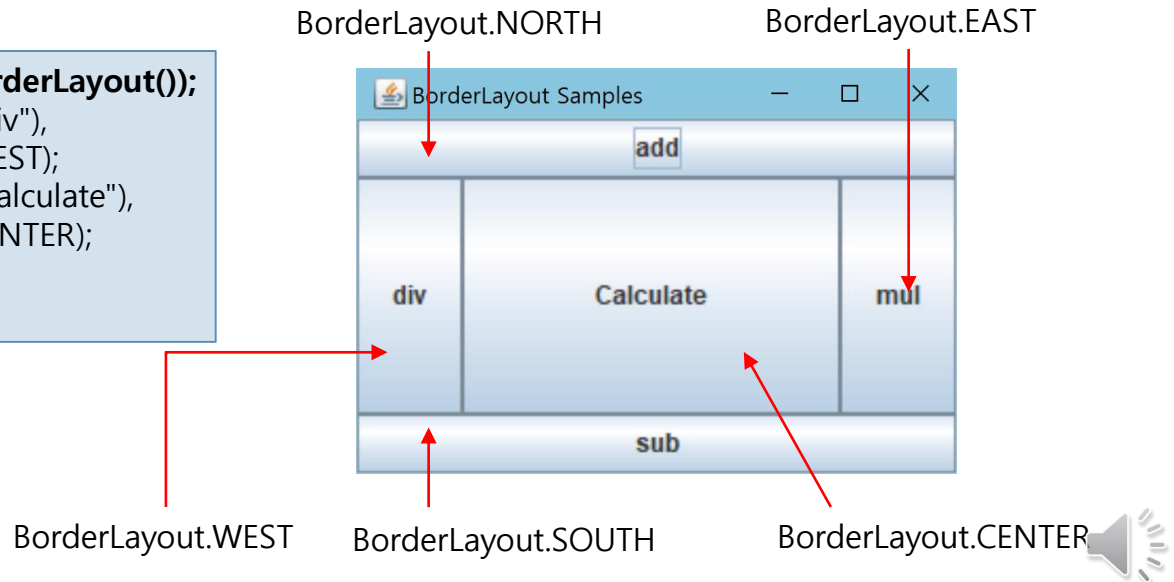 BorderLayout.NORTH
BorderLayout.EAST
rderLayout());
iv"),
EST);
alculate"),
NTER);
BorderLayout Samples
add
div
Calculate
mul
sub
BorderLayout.WEST
BorderLayout.SOUTH
BorderLayout.CENTER